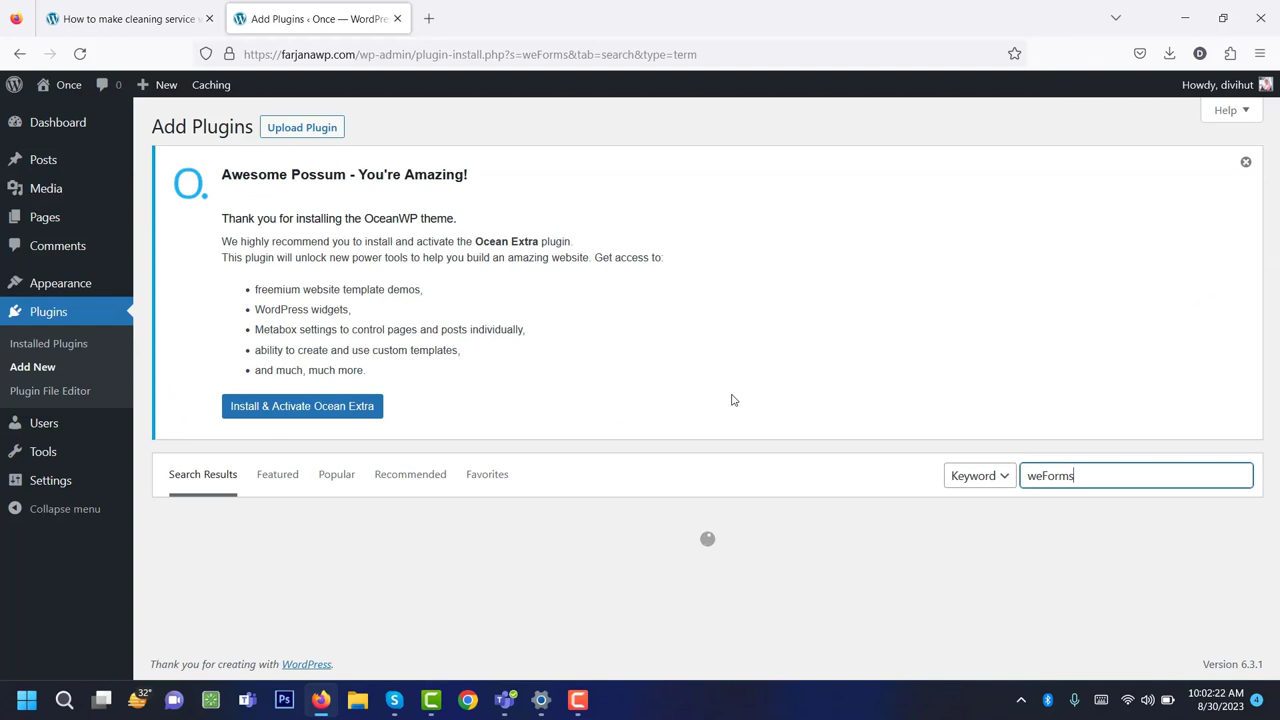 How to make cleaning service w
Add Plugins ‹ Once — WordPre
https://farjanawp.com/wp-admin/plugin-install.php?s=weForms&tab=search&type=term
Once
0
New
Caching
Howdy, divihut
Dashboard
Posts
Media
Pages
Comments
Appearance
Plugins
Installed Plugins
Add New
Plugin File Editor
Users
Tools
Settings
Collapse menu
Add Plugins
Upload Plugin
Help
O.
Awesome Possum - You're Amazing!
Thank you for installing the OceanWP theme.
We highly recommend you to install and activate the Ocean Extra plugin.
This plugin will unlock new power tools to help you build an amazing website. Get access to:
• freemium website template demos,
• WordPress widgets,
• Metabox settings to control pages and posts individually,
• ability to create and use custom templates,
• and much, much more.
Install & Activate Ocean Extra
Search Results
Featured
Popular
Recommended
Favorites
Keyword
weForms
Thank you for creating with WordPress.
Version 6.3.1
32°
Ps
10:02:22 AM
8/30/2023
4